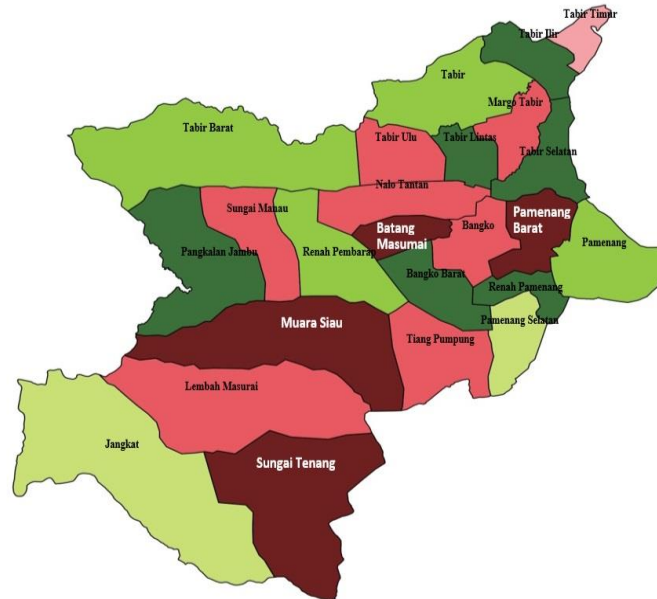 Tabir Timur
Tabir Ilir
Tabir
Margo Tabir
Tabir Barat
Tabir Ulu
Tabir Lintas
Tabir Selatan
Nalo Tantan
Sungai Manau
Pamenang
Barat
Batang
Masumai
Bangko
Pangkalan Jambu
Renah Pembarap
Pamenang
Bangko Barat
Renah Pamenang
Muara Siau
Pamenang Selatan
Tiang Pumpung
Lembah Masurai
Jangkat
Sungai Tenang